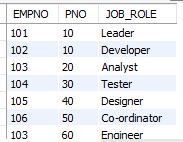 EMPNO PNO JOB_ROLE
101 10 Leader
102 10 Developer
103 20 Analyst
104 30 Tester
105 40 Designer
106 50 Co-ordinator
103 60 Engineer